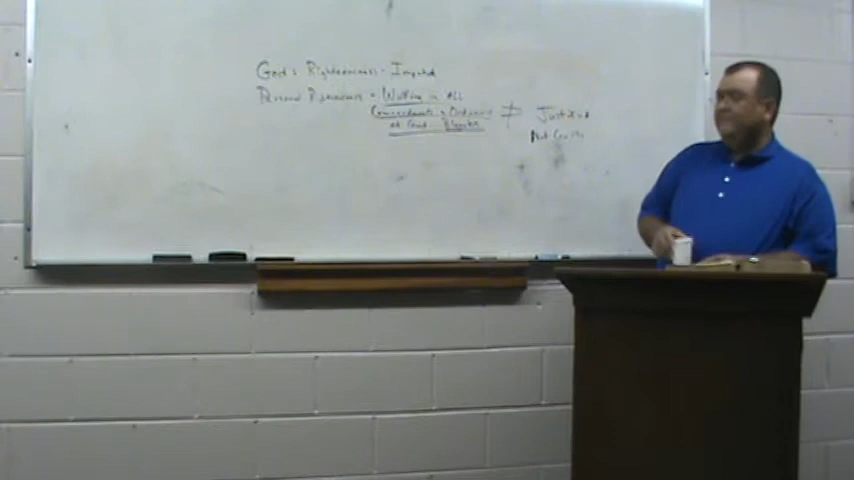 God's Righteousness - Imputed
Personal Righteousness = Walking in ALL
Commandments & Ordinances
of God. Blameless
Justified
Not Guilty